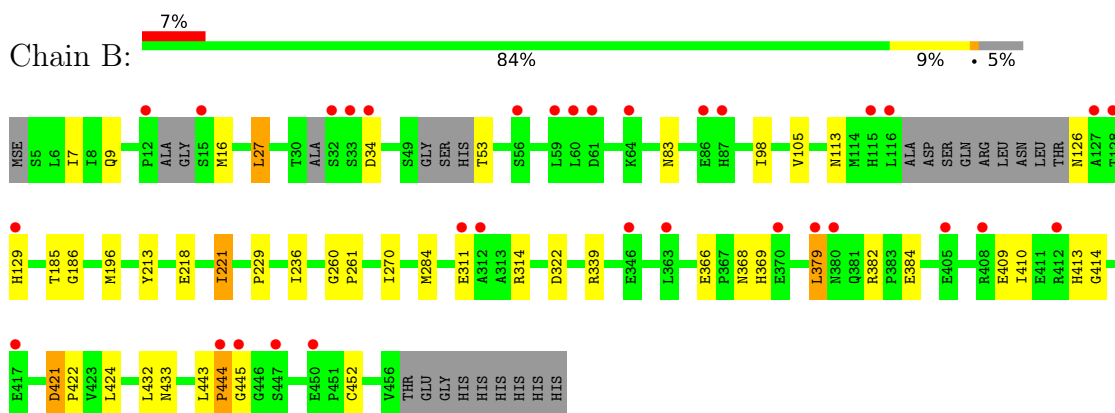 7%
Chain B:
84% 9% • 5%
MSE S5 L6 I7 I8 Q9 P12 ALA GLY S15 M16 L27 T30 ALA S32 S33 D34 S49 GLY SER HIS T53 S56 L59 L60 D61 K64 N83 E86 H87 I98 V105 N113 M114 H115 L116 ALA ASP SER GLN ARG LEU ASN LEU THR N126 A127 T128
H129 T185 G186 M196 Y213 E218 I221 P229 I236 G260 P261 I270 M284 E311 A312 A313 R314 D322 R339 E346 L363 E366 P367 N368 H369 E370 L379 N380 Q381 R382 P383 E384 E405 R408 E409 I410 E411 R412 H413 G414
E417 D421 P422 V423 L424 L432 N433 L443 P444 G445 G446 S447 E450 P451 C452 V456 THR GLU GLY HIS HIS HIS HIS HIS HIS